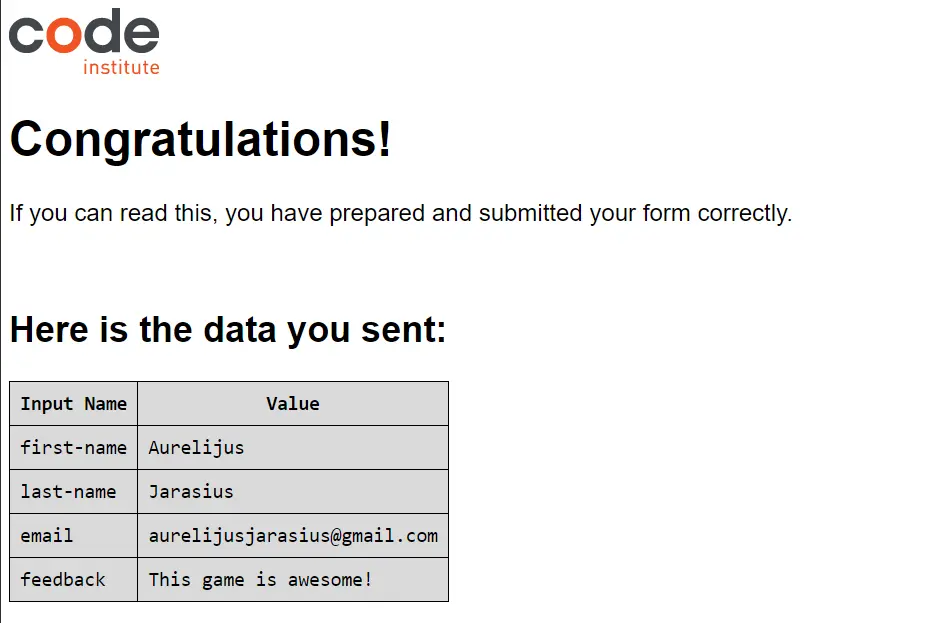 code
institute
Congratulations!
If you can read this, you have prepared and submitted your form correctly.
Here is the data you sent:
Input Name Value
first-name Aurelijus
last-name Jarasius
email aurelijusjarasius@gmail.com
feedback This game is awesome!